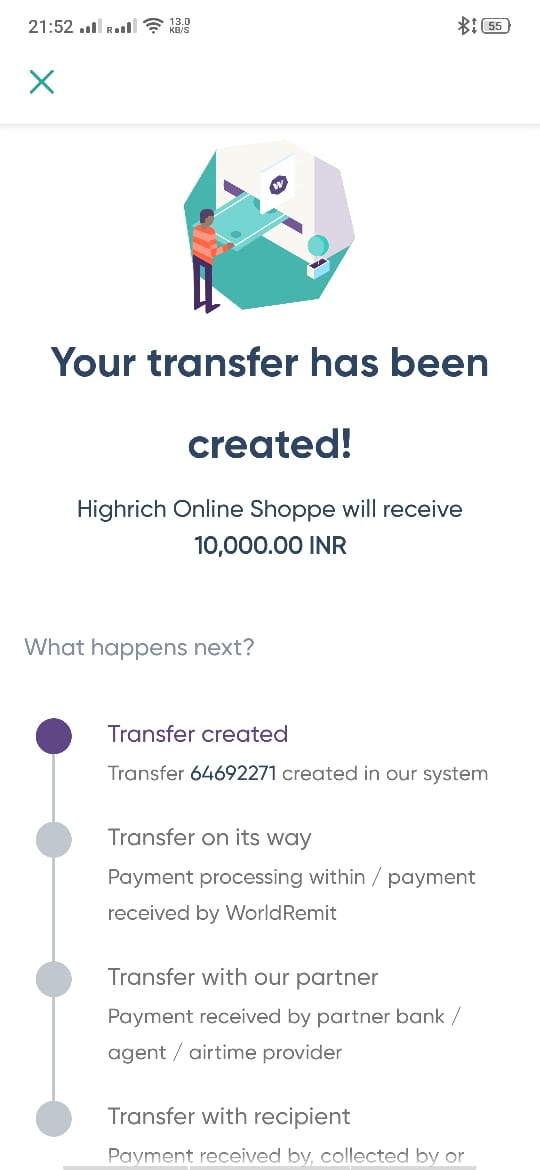 21:52 R 13.0 KB/S 55
W
Your transfer has been
created!
Highrich Online Shoppe will receive
10,000.00 INR
What happens next?
Transfer created
Transfer 64692271 created in our system
Transfer on its way
Payment processing within / payment
received by WorldRemit
Transfer with our partner
Payment received by partner bank /
agent / airtime provider
Transfer with recipient
Payment received by, collected by or